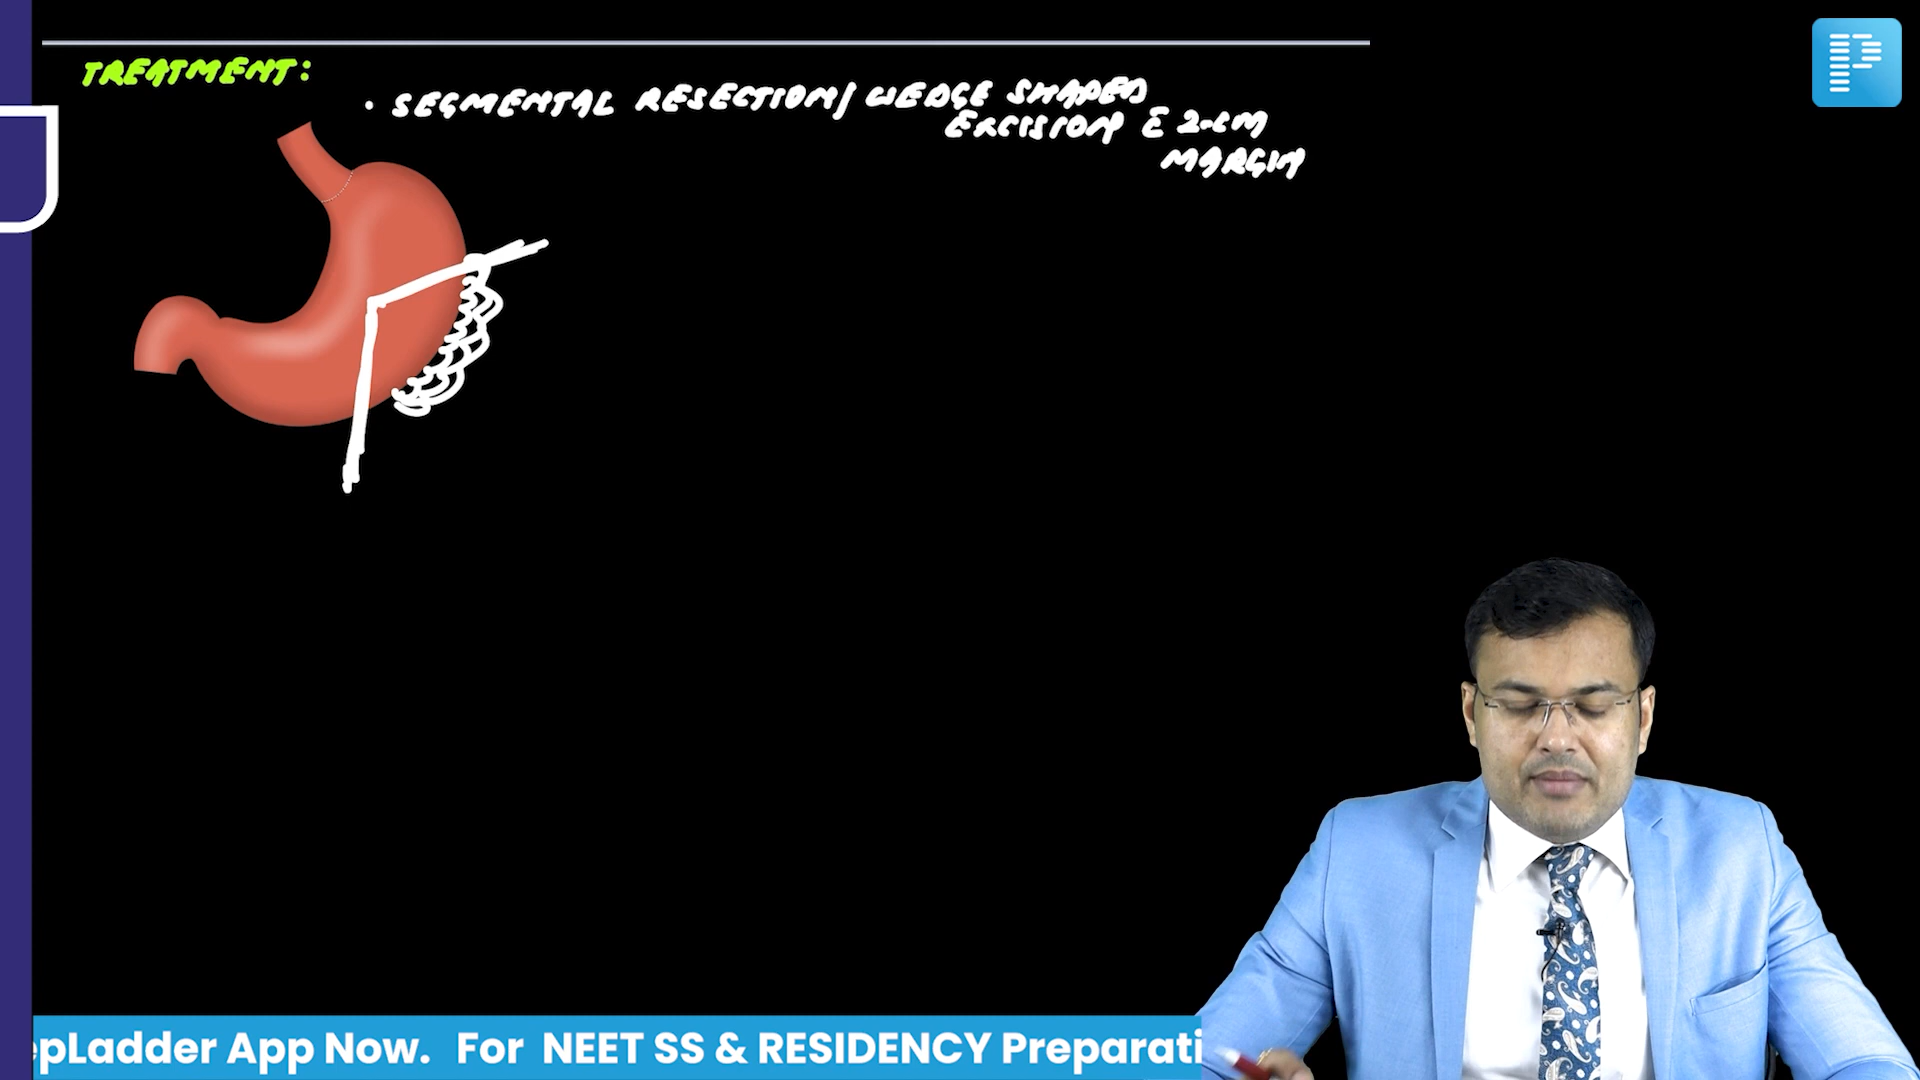 TREATMENT:
• SEGMENTAL RESECTION/ WEDGE SHAPED
EXCISION C̄ 2-CM
MARGIN
epLadder App Now. For NEET SS & RESIDENCY Preparati